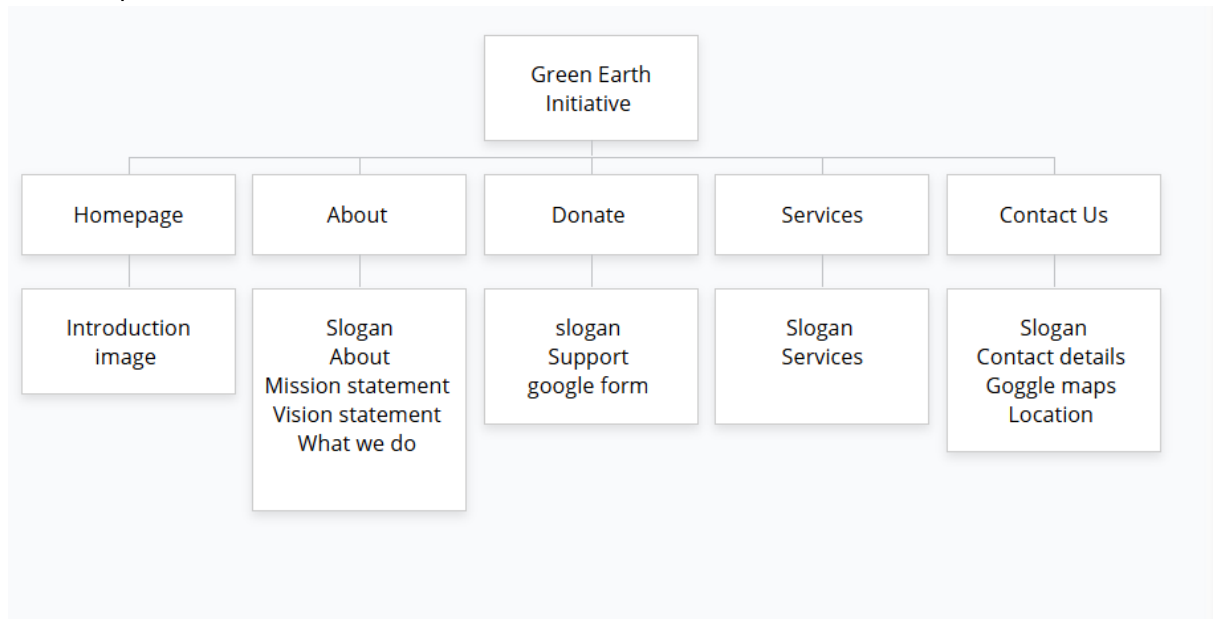 Green Earth
Initiative
Homepage
About
Donate
Services
Contact Us
Introduction
image
Slogan
About
Mission statement
Vision statement
What we do
slogan
Support
google form
Slogan
Services
Slogan
Contact details
Goggle maps
Location